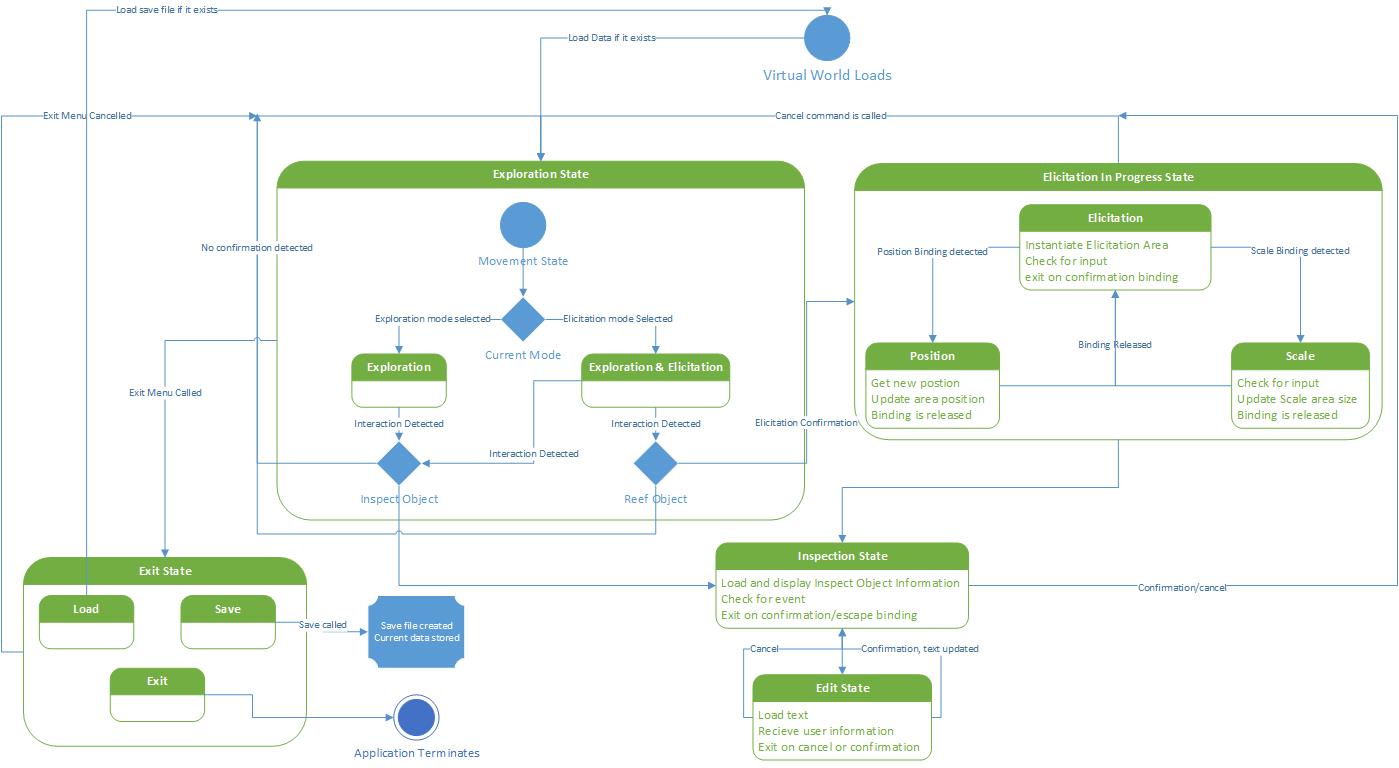 Load save file if it exists
Load Data if it exists
Virtual World Loads
Exit Menu Cancelled
Cancel command is called
Exploration State
Elicitation In Progress State
Movement State
Elicitation
Instantiate Elicitation Area
Check for input
exit on confirmation binding
No confirmation detected
Position Binding detected
Scale Binding detected
Exploration mode selected
Elicitation mode Selected
Current Mode
Binding Released
Exploration
Exploration & Elicitation
Position
Get new postion
Update area position
Binding is released
Scale
Check for input
Update Scale area size
Binding is released
Exit Menu Called
Interaction Detected
Interaction Detected
Elicitation Confirmation
Interaction Detected
Inspect Object
Reef Object
Inspection State
Load and display Inspect Object Information
Check for event
Exit on confirmation/escape binding
Confirmation/cancel
Exit State
Load
Save
Save called
Save file created
Current data stored
Cancel
Confirmation, text updated
Exit
Edit State
Load text
Recieve user information
Exit on cancel or confirmation
Application Terminates